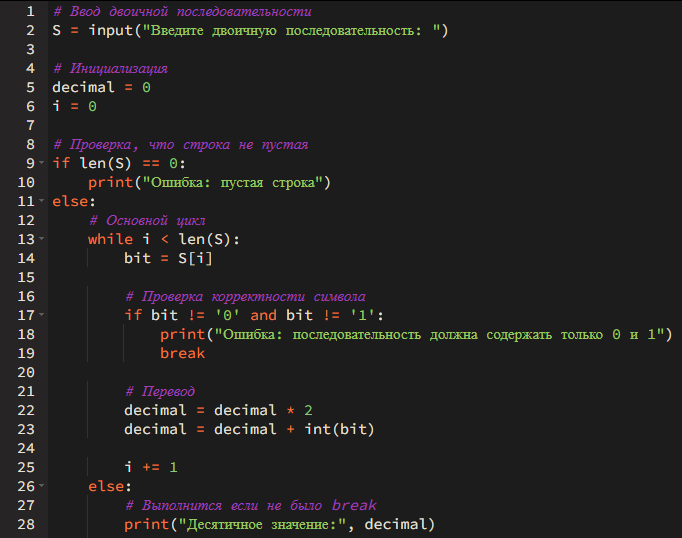 1 # Ввод двоичной последовательности
2 S = input("Введите двоичную последовательность: ")
3
4 # Инициализация
5 decimal = 0
6 i = 0
7
8 # Проверка, что строка не пустая
9 if len(S) == 0:
10     print("Ошибка: пустая строка")
11 else:
12     # Основной цикл
13     while i < len(S):
14         bit = S[i]
15
16         # Проверка корректности символа
17         if bit != '0' and bit != '1':
18             print("Ошибка: последовательность должна содержать только 0 и 1")
19             break
20
21         # Перевод
22         decimal = decimal * 2
23         decimal = decimal + int(bit)
24
25         i += 1
26     else:
27         # Выполнится если не было break
28         print("Десятичное значение:", decimal)